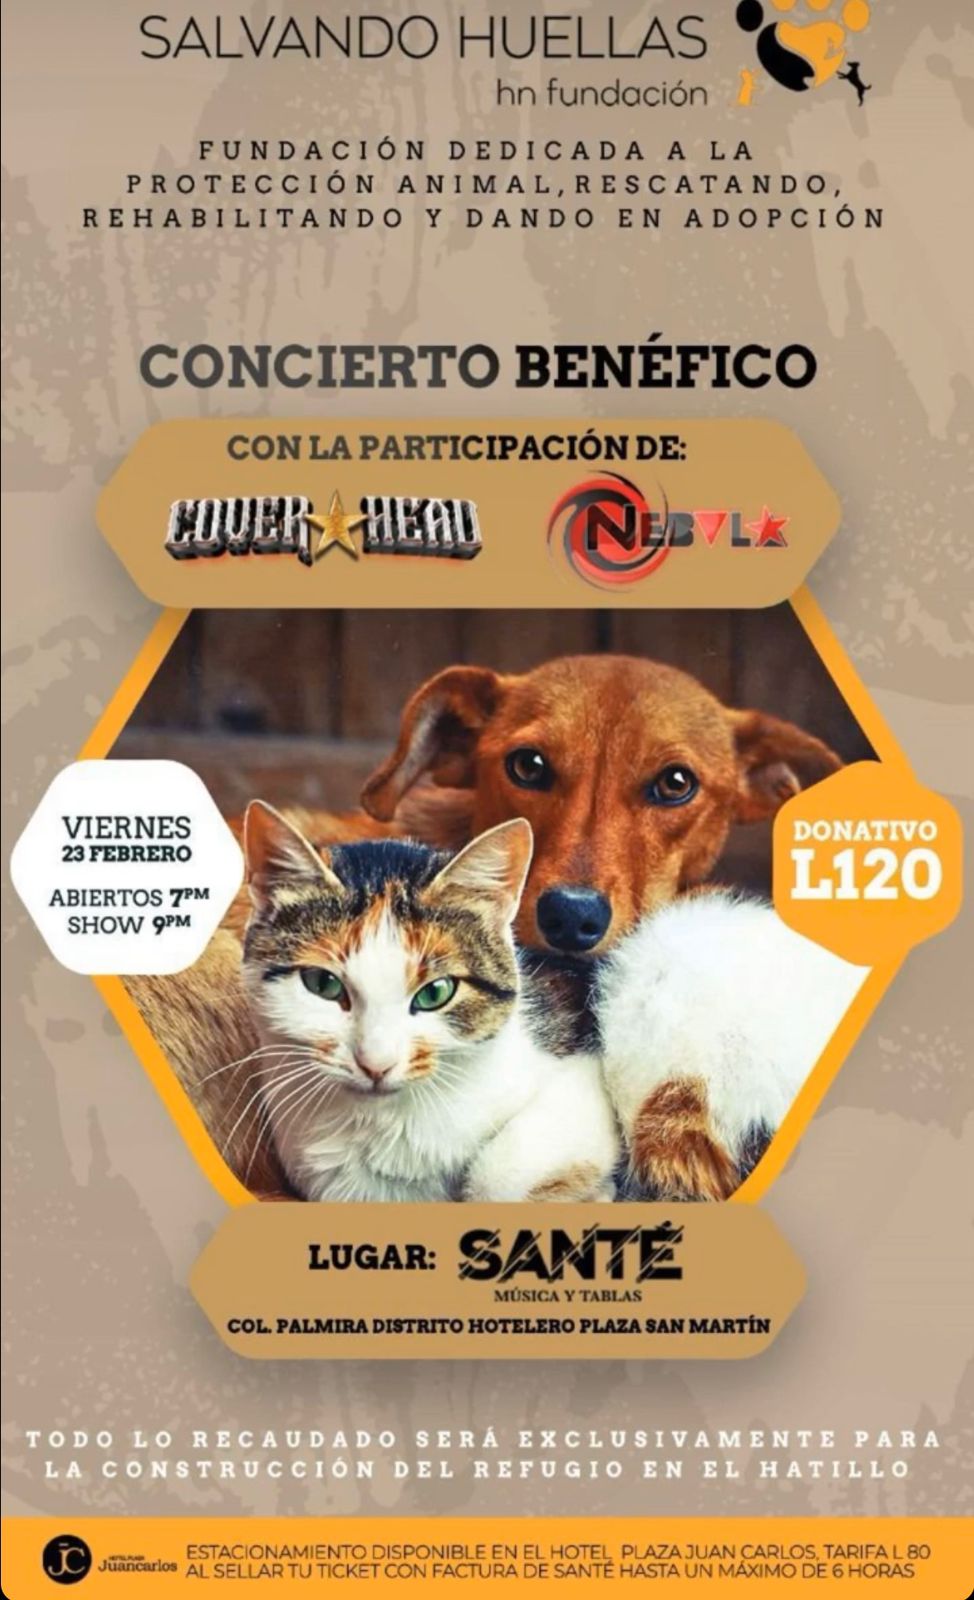 SALVANDO HUELLAS
hn fundación
FUNDACIÓN DEDICADA A LA
PROTECCIÓN ANIMAL, RESCATANDO,
REHABILITANDO Y DANDO EN ADOPCIÓN
CONCIERTO BENÉFICO
CON LA PARTICIPACIÓN DE:
COVER HEAD
NEBULA
VIERNES
23 FEBRERO
ABIERTOS 7PM
SHOW 9PM
DONATIVO
L120
LUGAR: SANTÉ
MÚSICA Y TABLAS
COL. PALMIRA DISTRITO HOTELERO PLAZA SAN MARTÍN
TODO LO RECAUDADO SERÁ EXCLUSIVAMENTE PARA
LA CONSTRUCCIÓN DEL REFUGIO EN EL HATILLO
JC
HOTEL PLAZA
Juancarlos
ESTACIONAMIENTO DISPONIBLE EN EL HOTEL PLAZA JUAN CARLOS, TARIFA L 80
AL SELLAR TU TICKET CON FACTURA DE SANTÉ HASTA UN MÁXIMO DE 6 HORAS